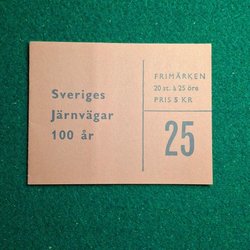 Sveriges
Järnvägar
100 år
FRIMÄRKEN
20 st. à 25 öre
PRIS 5 KR
25